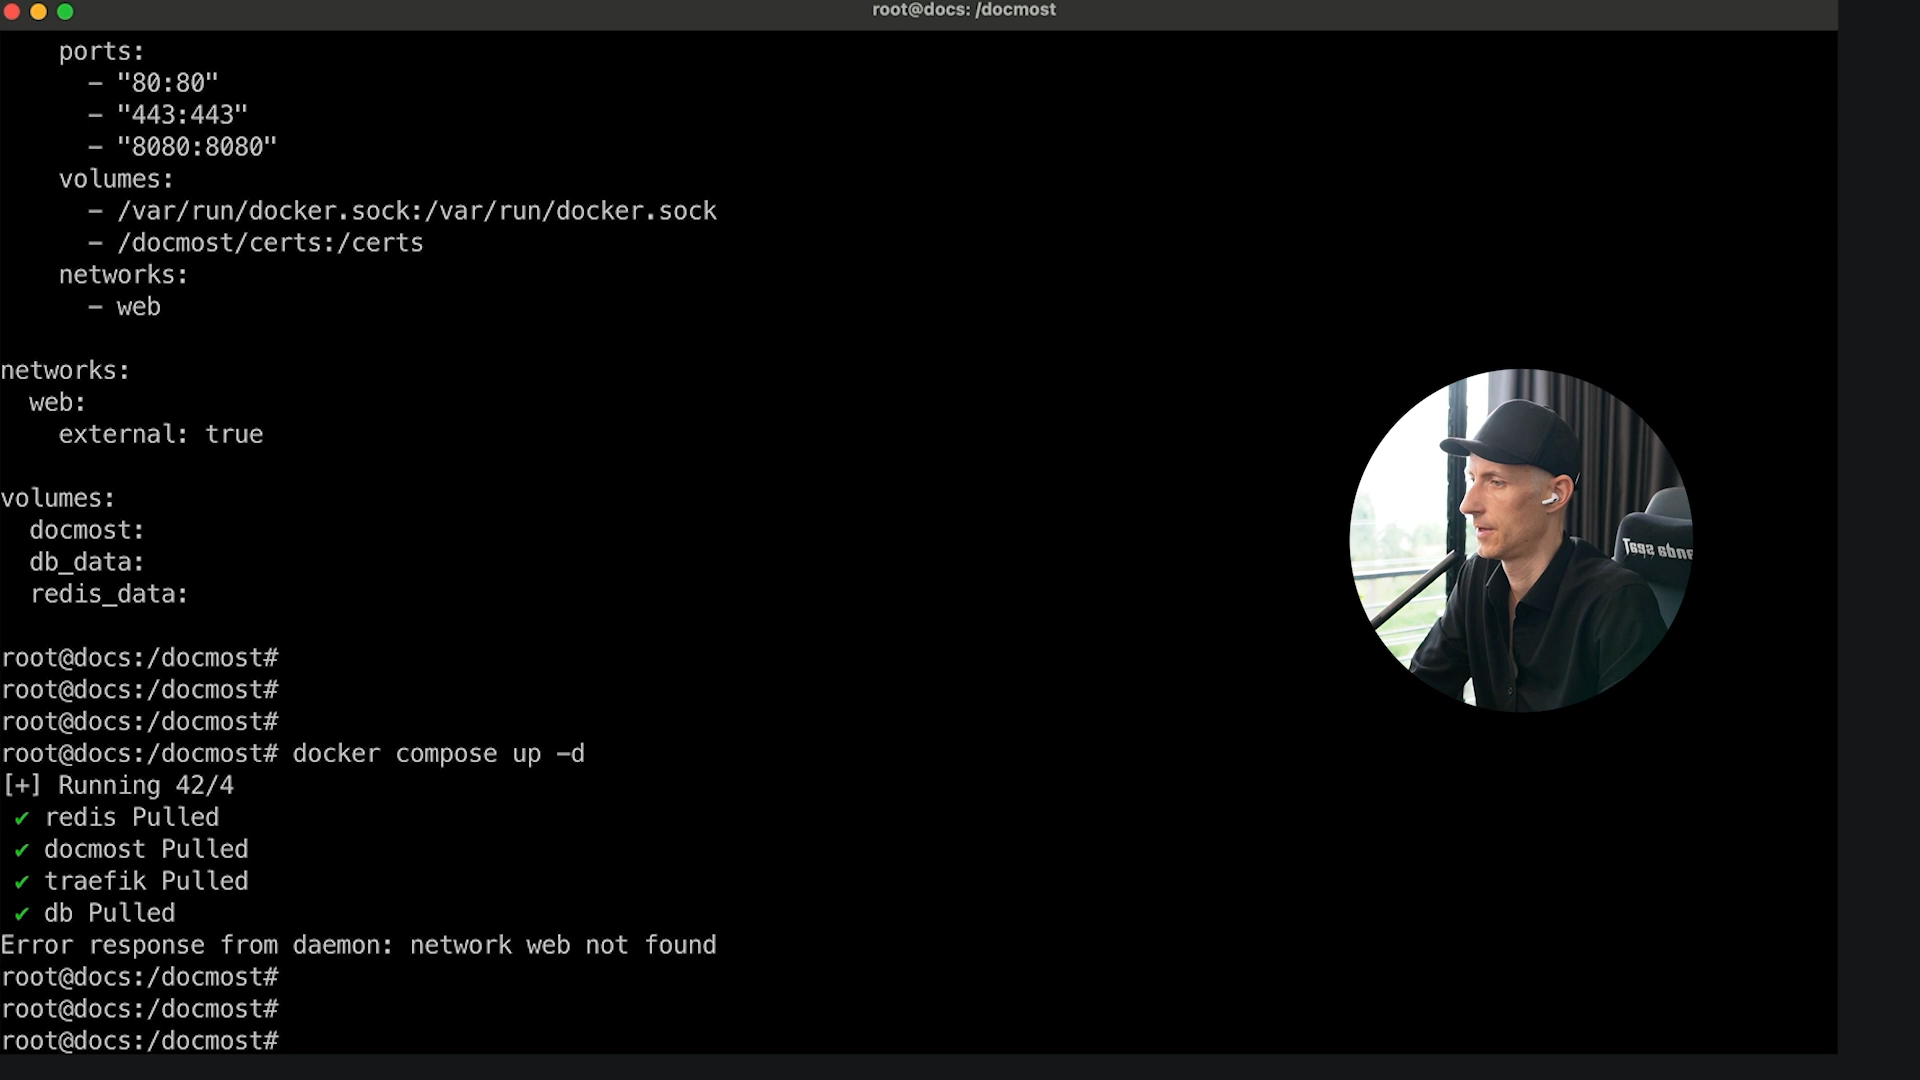 root@docs: /docmost
ports:
- "80:80"
- "443:443"
- "8080:8080"
volumes:
- /var/run/docker.sock:/var/run/docker.sock
- /docmost/certs:/certs
networks:
- web
networks:
web:
external: true
volumes:
docmost:
db_data:
redis_data:
root@docs:/docmost#
root@docs:/docmost#
root@docs:/docmost#
root@docs:/docmost# docker compose up -d
[+] Running 42/4
✔ redis Pulled
✔ docmost Pulled
✔ traefik Pulled
✔ db Pulled
Error response from daemon: network web not found
root@docs:/docmost#
root@docs:/docmost#
root@docs:/docmost#